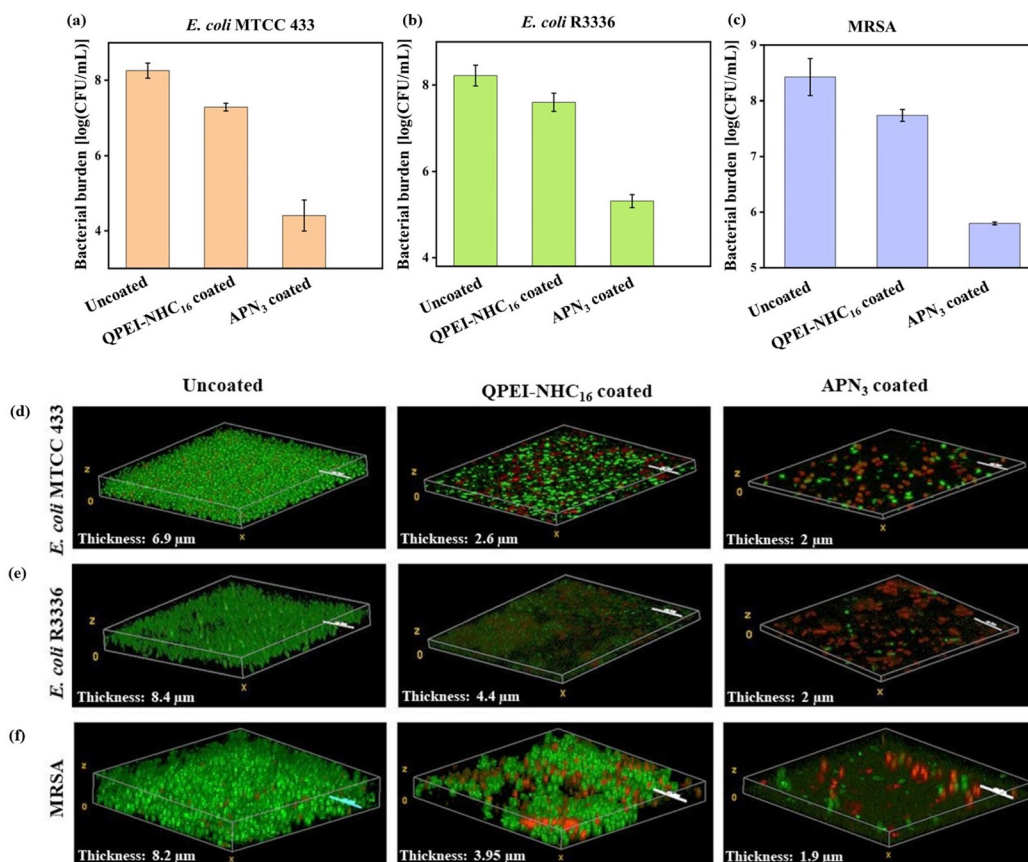 (a)
E. coli MTCC 433
Bacterial burden [log(CFU/mL)]
8
6
4
Uncoated
QPEI-NHC₁₆ coated
APN₃ coated
(b)
E. coli R3336
Bacterial burden [log(CFU/mL)]
8
6
4
Uncoated
QPEI-NHC₁₆ coated
APN₃ coated
(c)
MRSA
Bacterial burden [log(CFU/mL)]
9
8
7
6
5
Uncoated
QPEI-NHC₁₆ coated
APN₃ coated
Uncoated
QPEI-NHC₁₆ coated
APN₃ coated
(d)
E. coli MTCC 433
z
0
x
Thickness: 6.9 µm
z
0
x
Thickness: 2.6 µm
z
0
x
Thickness: 2 µm
(e)
E. coli R3336
z
0
x
Thickness: 8.4 µm
z
0
x
Thickness: 4.4 µm
z
0
x
Thickness: 2 µm
(f)
MRSA
z
0
x
Thickness: 8.2 µm
z
0
x
Thickness: 3.95 µm
z
0
x
Thickness: 1.9 µm